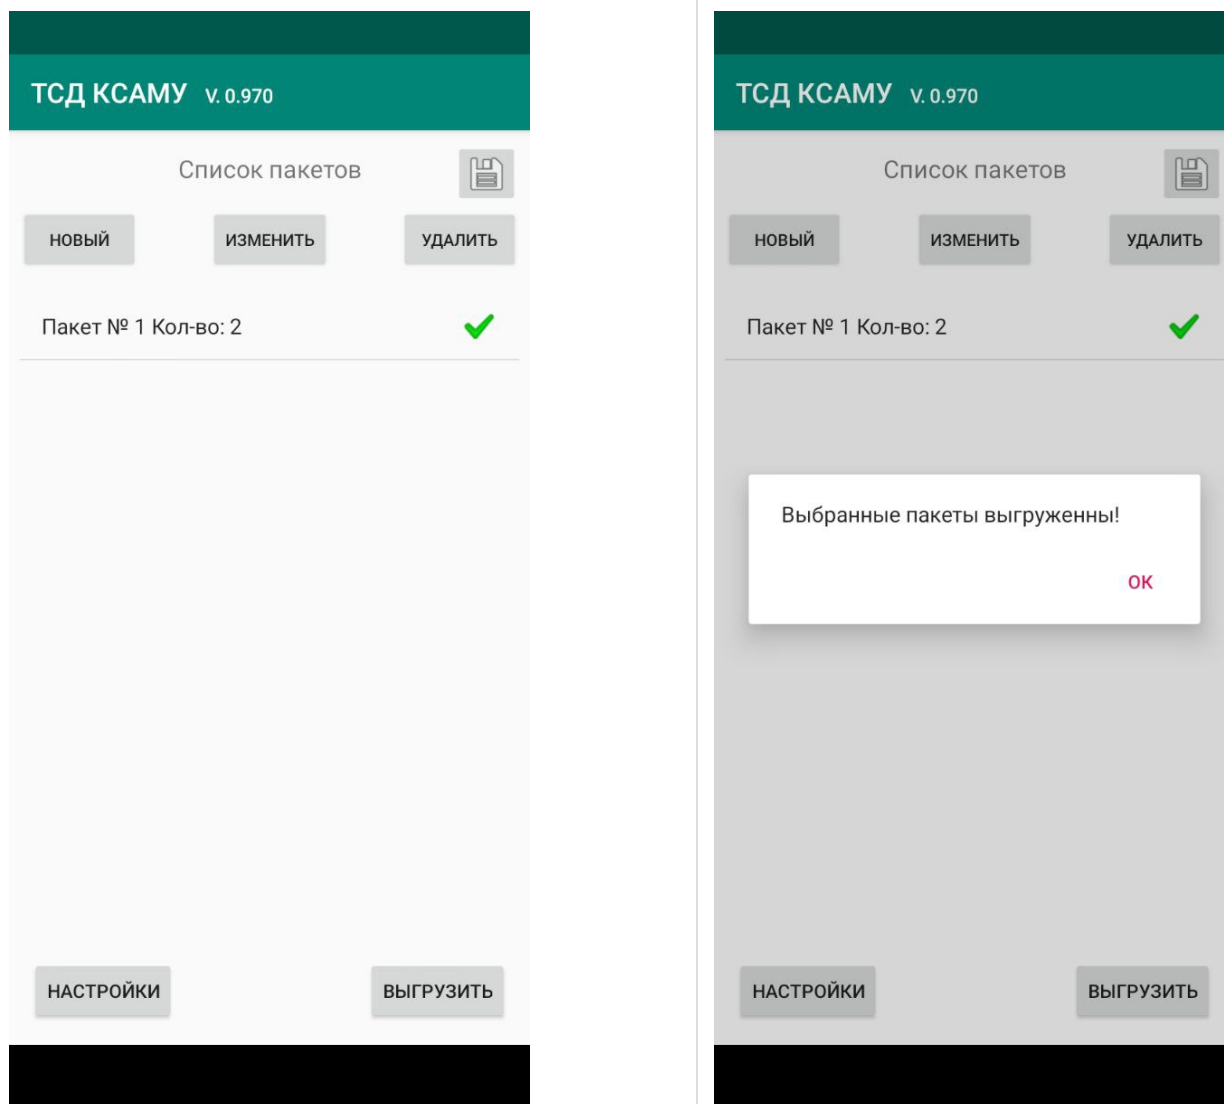 ТСД КСАМУ V. 0.970
Список пакетов
НОВЫЙ ИЗМЕНИТЬ УДАЛИТЬ
Пакет № 1 Кол-во: 2
НАСТРОЙКИ ВЫГРУЗИТЬ
ТСД КСАМУ V. 0.970
Список пакетов
НОВЫЙ ИЗМЕНИТЬ УДАЛИТЬ
Пакет № 1 Кол-во: 2
Выбранные пакеты выгруженны!
ОК
НАСТРОЙКИ ВЫГРУЗИТЬ